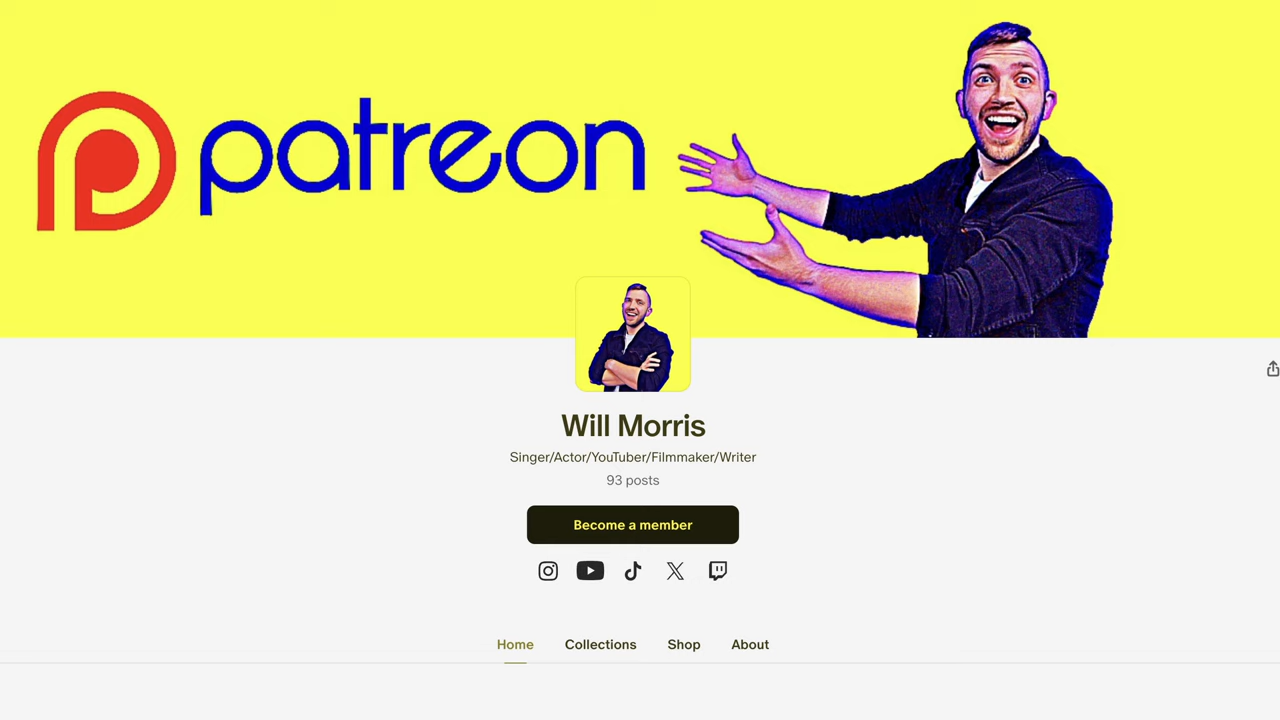 patreon
Will Morris
Singer/Actor/YouTuber/Filmmaker/Writer
93 posts
Become a member
Home Collections Shop About